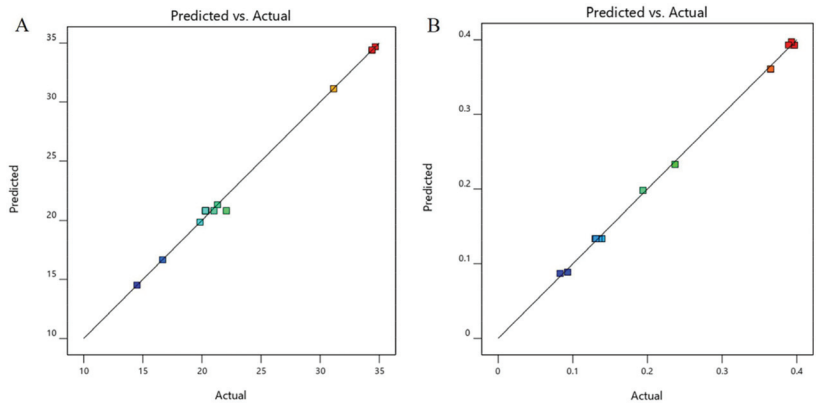 A
Predicted vs. Actual
35
30
25
20
15
10
Predicted
10 15 20 25 30 35
Actual
B
Predicted vs. Actual
0.4
0.3
0.2
0.1
0
Predicted
0 0.1 0.2 0.3 0.4
Actual